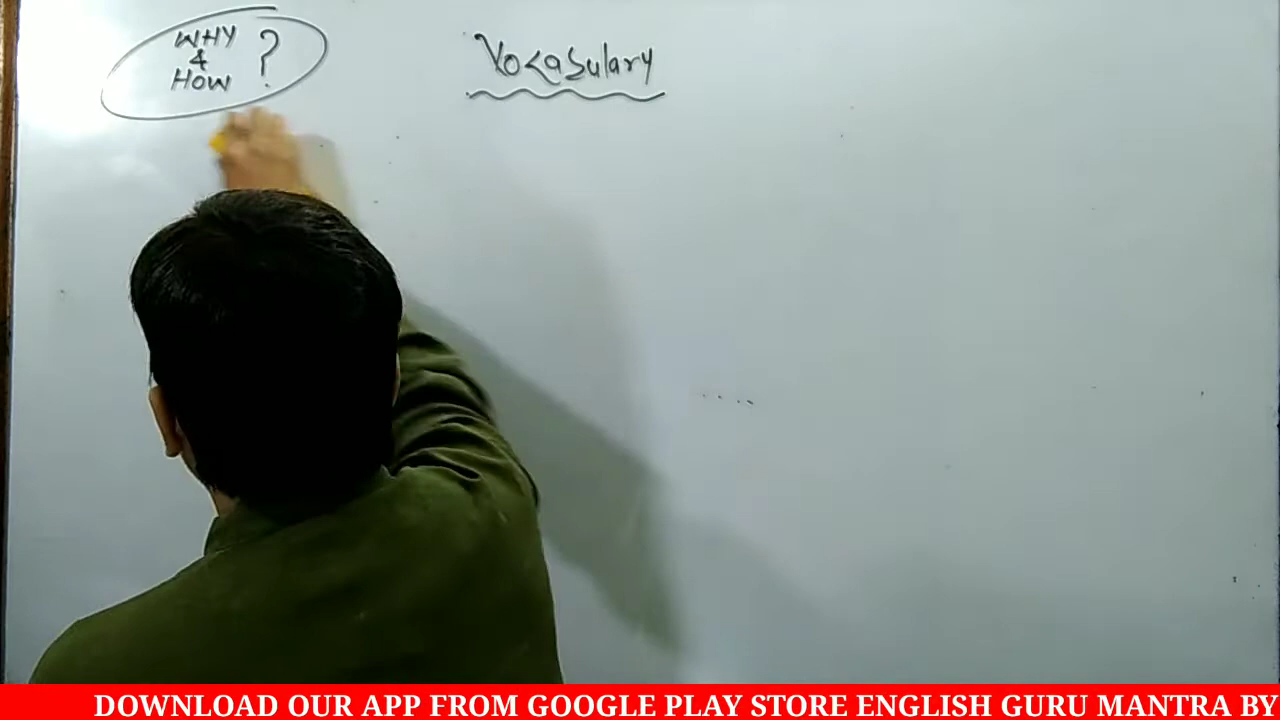 WHY
&
HOW ?
Vocabulary
DOWNLOAD OUR APP FROM GOOGLE PLAY STORE ENGLISH GURU MANTRA BY